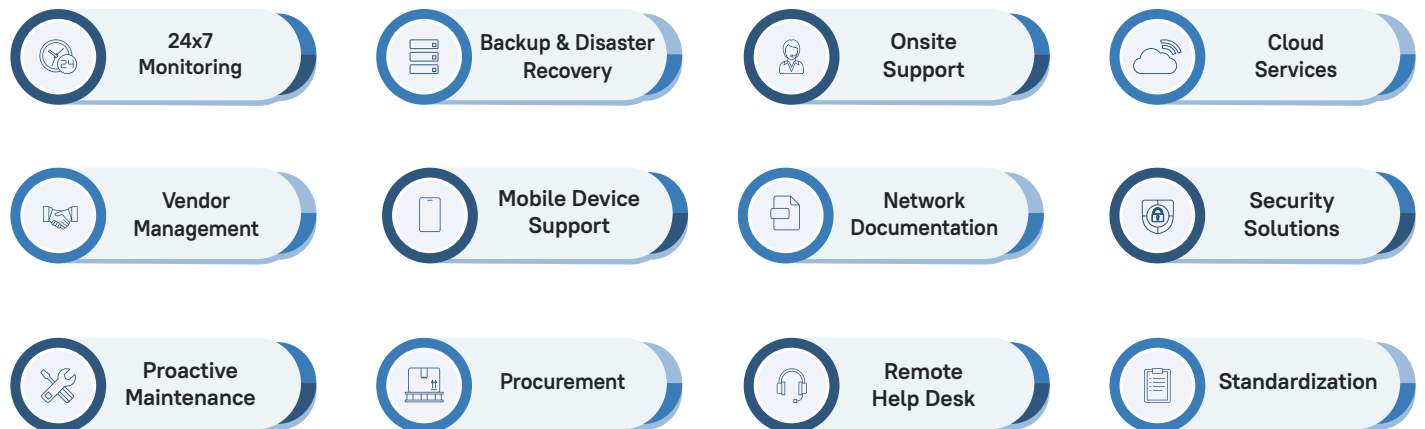 24x7
Monitoring
Backup & Disaster
Recovery
Onsite
Support
Cloud
Services
Vendor
Management
Mobile Device
Support
Network
Documentation
Security
Solutions
Proactive
Maintenance
Procurement
Remote
Help Desk
Standardization